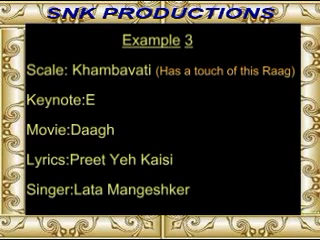 SNK PRODUCTIONS
Example 3
Scale: Khambavati (Has a touch of this Raag)
Keynote:E
Movie:Daagh
Lyrics:Preet Yeh Kaisi
Singer:Lata Mangeshker